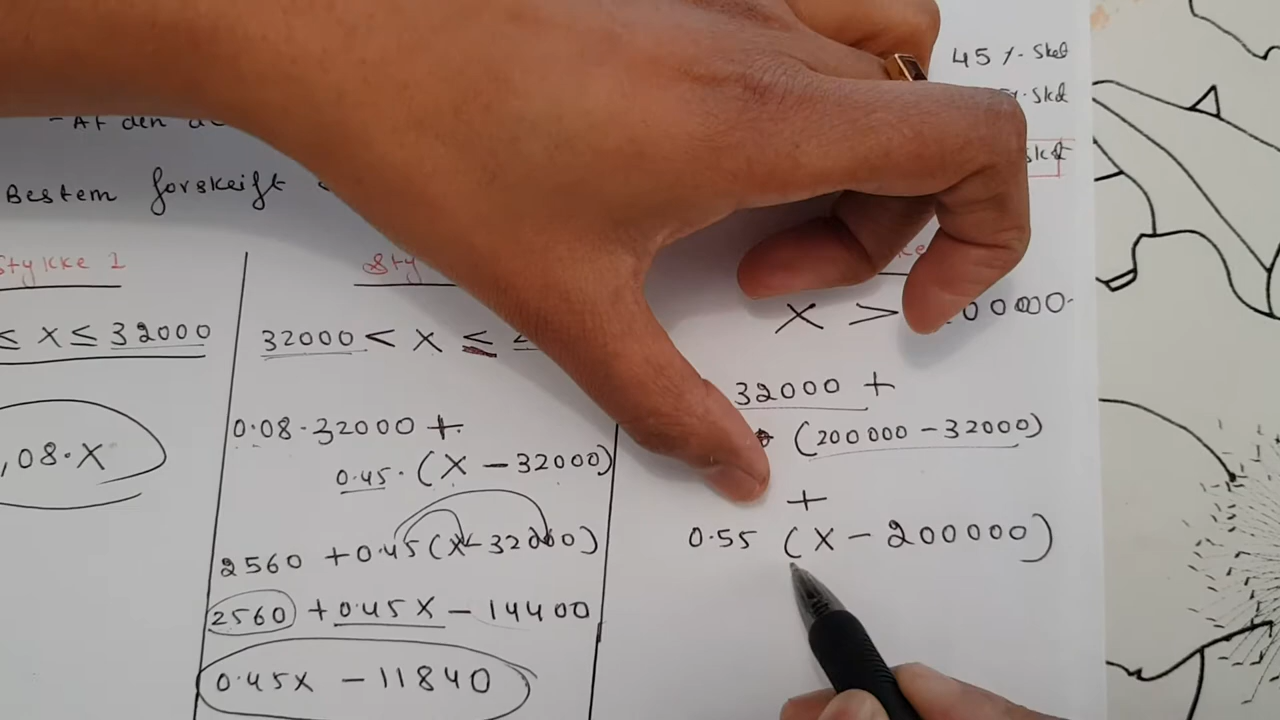 45 %. Skat
%. Skat
skat
- Af den
Bestem forskrift
Stykke 1
≤ x ≤ 32000
,08·x
Sty
32000 < x ≤
0.08·32000 +
0.45·(x - 32000)
2560 + 0.45(x - 32000)
2560 + 0.45x - 14400
0.45x - 11840
x > 00000
32000 +
(200000 - 32000)
+
0.55 (x - 200000)